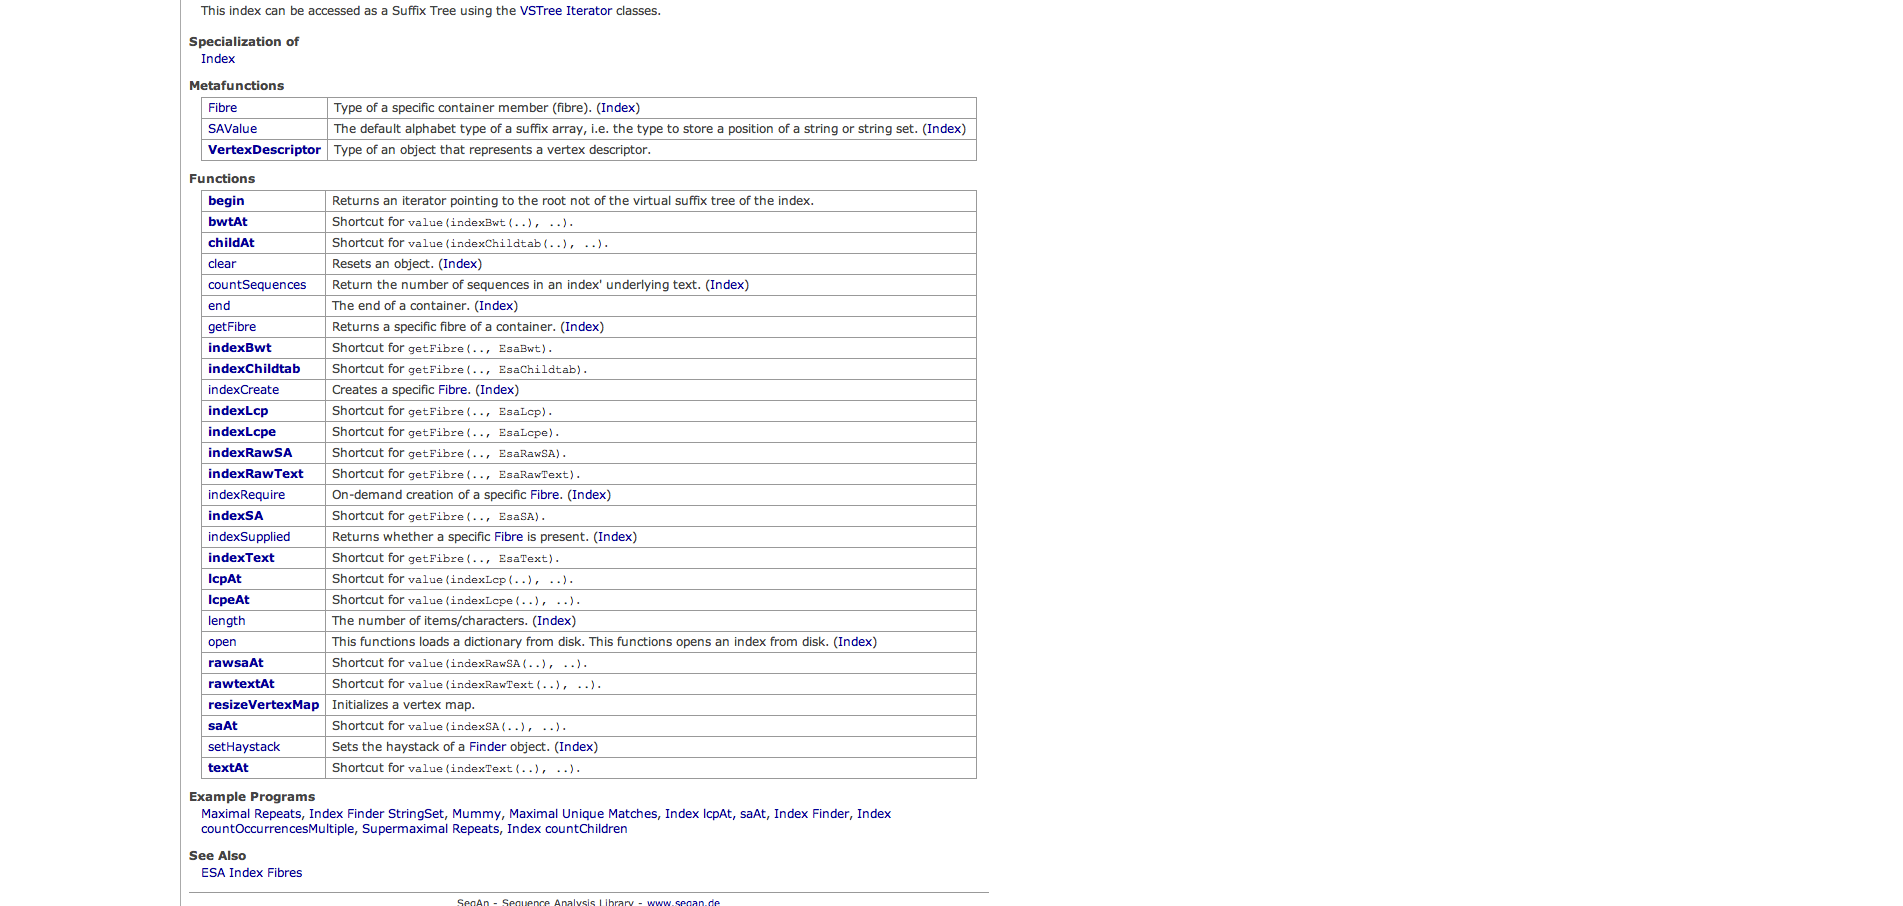 This index can be accessed as a Suffix Tree using the VSTree Iterator classes.
Specialization of
Index
Metafunctions
Fibre Type of a specific container member (fibre). (Index)
SAValue The default alphabet type of a suffix array, i.e. the type to store a position of a string or string set. (Index)
VertexDescriptor Type of an object that represents a vertex descriptor.
Functions
begin Returns an iterator pointing to the root not of the virtual suffix tree of the index.
bwtAt Shortcut for value(indexBwt(..), ..).
childAt Shortcut for value(indexChildtab(..), ..).
clear Resets an object. (Index)
countSequences Return the number of sequences in an index' underlying text. (Index)
end The end of a container. (Index)
getFibre Returns a specific fibre of a container. (Index)
indexBwt Shortcut for getFibre(.., EsaBwt).
indexChildtab Shortcut for getFibre(.., EsaChildtab).
indexCreate Creates a specific Fibre. (Index)
indexLcp Shortcut for getFibre(.., EsaLcp).
indexLcpe Shortcut for getFibre(.., EsaLcpe).
indexRawSA Shortcut for getFibre(.., EsaRawSA).
indexRawText Shortcut for getFibre(.., EsaRawText).
indexRequire On-demand creation of a specific Fibre. (Index)
indexSA Shortcut for getFibre(.., EsaSA).
indexSupplied Returns whether a specific Fibre is present. (Index)
indexText Shortcut for getFibre(.., EsaText).
lcpAt Shortcut for value(indexLcp(..), ..).
lcpeAt Shortcut for value(indexLcpe(..), ..).
length The number of items/characters. (Index)
open This functions loads a dictionary from disk. This functions opens an index from disk. (Index)
rawsaAt Shortcut for value(indexRawSA(..), ..).
rawtextAt Shortcut for value(indexRawText(..), ..).
resizeVertexMap Initializes a vertex map.
saAt Shortcut for value(indexSA(..), ..).
setHaystack Sets the haystack of a Finder object. (Index)
textAt Shortcut for value(indexText(..), ..).
Example Programs
Maximal Repeats, Index Finder StringSet, Mummy, Maximal Unique Matches, Index lcpAt, saAt, Index Finder, Index
countOccurrencesMultiple, Supermaximal Repeats, Index countChildren
See Also
ESA Index Fibres
SeqAn - Sequence Analysis Library - www.seqan.de